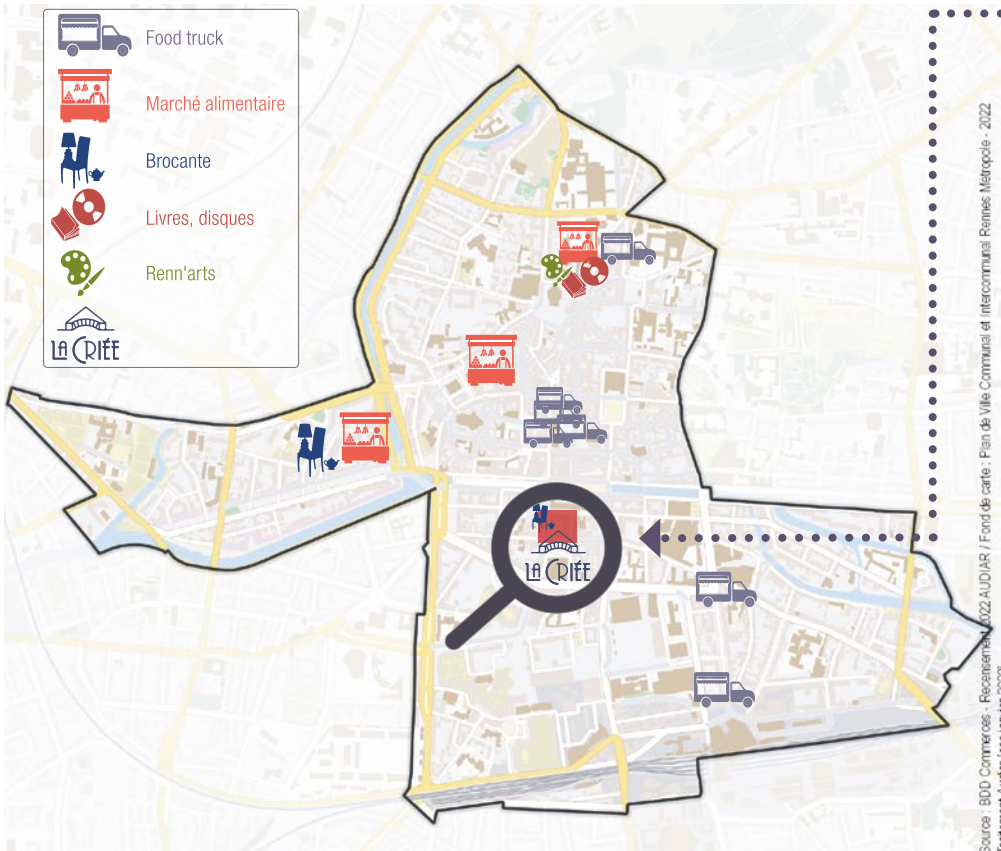 Food truck
Marché alimentaire
Brocante
Livres, disques
Renn'arts
LA CRIÉE
LA CRIÉE
Source : BDD Commerces - Recensement 2022 AUDIAR / Fond de carte : Plan de Ville Communal et Intercommunal Rennes Métropole - 2022